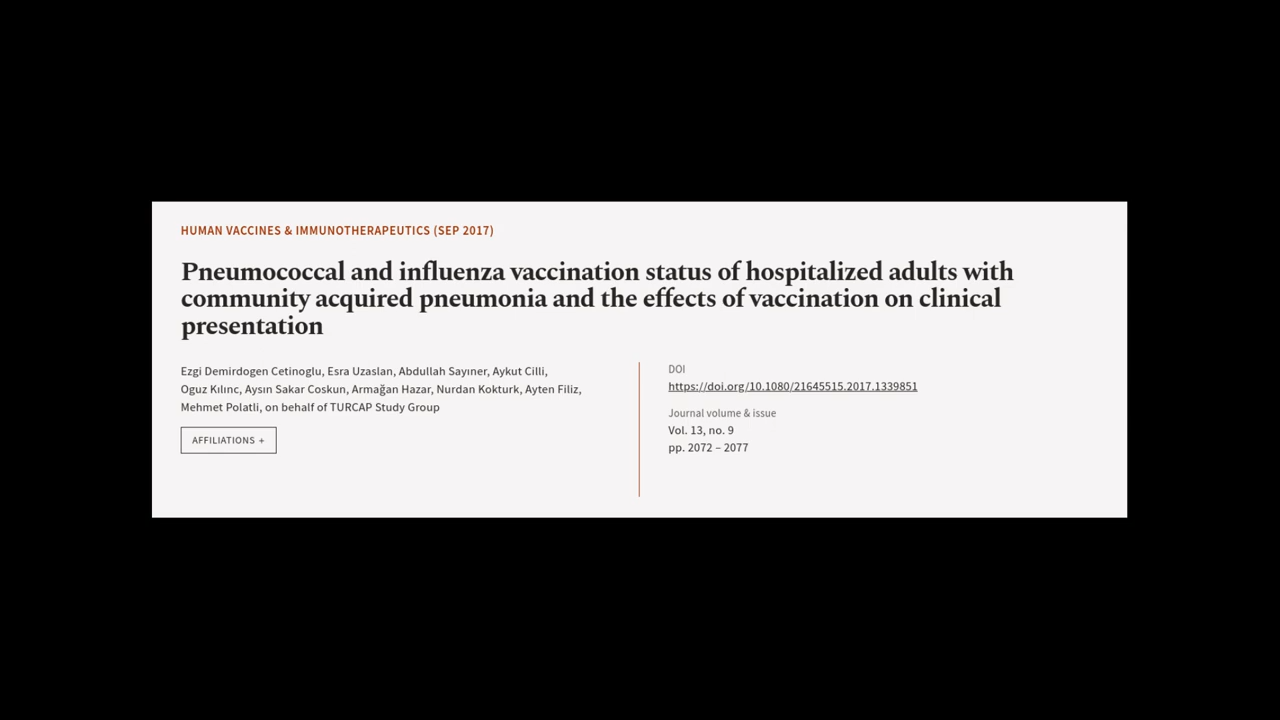 HUMAN VACCINES & IMMUNOTHERAPEUTICS (SEP 2017)
Pneumococcal and influenza vaccination status of hospitalized adults with
community acquired pneumonia and the effects of vaccination on clinical
presentation
Ezgi Demirdogen Cetinoglu, Esra Uzaslan, Abdullah Sayıner, Aykut Cilli,
Oguz Kılınc, Aysın Sakar Coskun, Armağan Hazar, Nurdan Kokturk, Ayten Filiz,
Mehmet Polatli, on behalf of TURCAP Study Group
AFFILIATIONS +
DOI
https://doi.org/10.1080/21645515.2017.1339851
Journal volume & issue
Vol. 13, no. 9
pp. 2072 – 2077